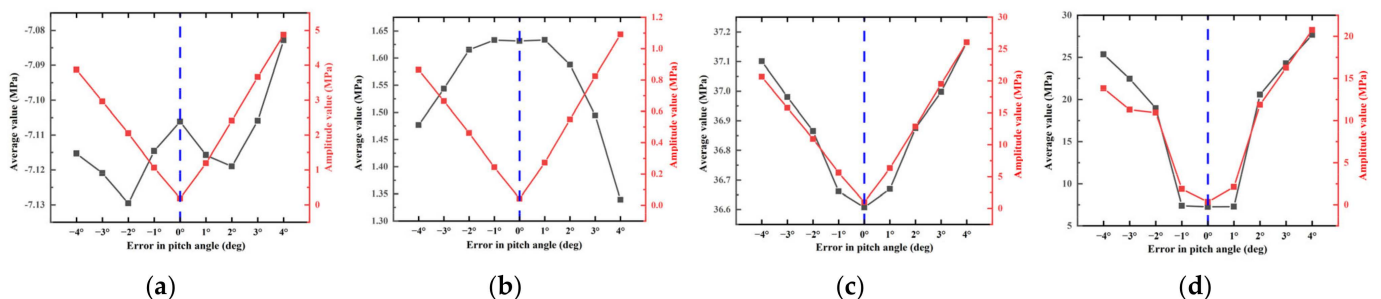 -7.08
-7.09
-7.10
-7.11
-7.12
-7.13
Average value (MPa)
−4° −3° −2° −1° 0° 1° 2° 3° 4°
Error in pitch angle (deg)
5
4
3
2
1
0
Amplitude value (MPa)
(a)
1.65
1.60
1.55
1.50
1.45
1.40
1.35
1.30
Average value (MPa)
−4° −3° −2° −1° 0° 1° 2° 3° 4°
Error in pitch angle (deg)
1.2
1.0
0.8
0.6
0.4
0.2
0.0
Amplitude value (MPa)
(b)
37.2
37.1
37.0
36.9
36.8
36.7
36.6
Average value (MPa)
−4° −3° −2° −1° 0° 1° 2° 3° 4°
Error in pitch angle (deg)
30
25
20
15
10
5
0
Amplitude value (MPa)
(c)
30
25
20
15
10
5
Average value (MPa)
−4° −3° −2° −1° 0° 1° 2° 3° 4°
Error in pitch angle (deg)
20
15
10
5
0
Amplitude value (MPa)
(d)